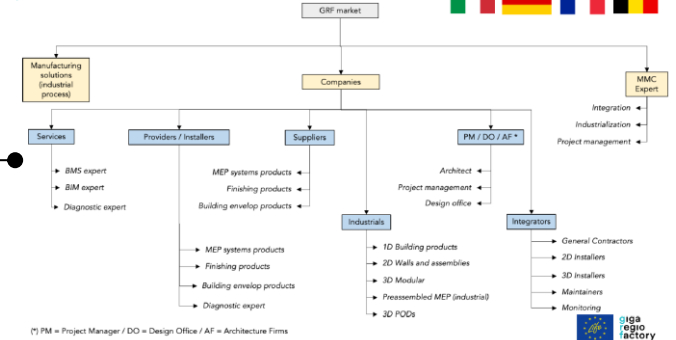 GRF market
Manufacturing
solutions
(industrial
process)
Companies
MMC
Expert
Integration
Industrialization
Project management
Services
Providers / Installers
Suppliers
PM / DO / AF *
BMS expert
BIM expert
Diagnostic expert
MEP systems products
Finishing products
Building envelop products
Architect
Project management
Design office
Industrials
Integrators
MEP systems products
Finishing products
Building envelop products
Diagnostic expert
1D Building products
2D Walls and assemblies
3D Modular
Preassembled MEP (industrial)
3D PODs
General Contractors
2D Installers
3D Installers
Maintainers
Monitoring
(*) PM = Project Manager / DO = Design Office / AF = Architecture Firms
giga
regio
factory